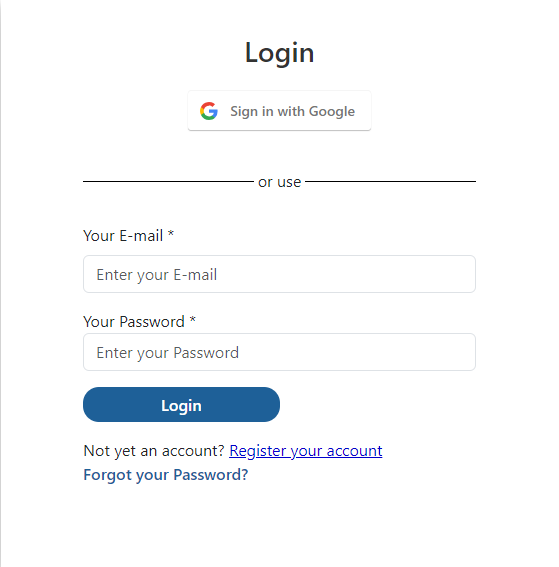 Login
Sign in with Google
or use
Your E-mail *
Enter your E-mail
Your Password *
Enter your Password
Login
Not yet an account? Register your account
Forgot your Password?